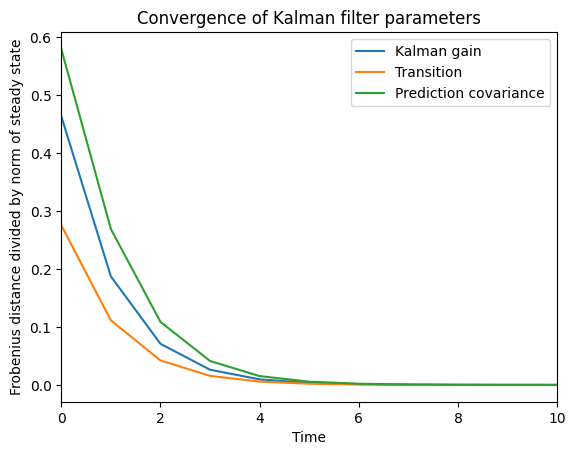 Convergence of Kalman filter parameters
Frobenius distance divided by norm of steady state
0.6
0.5
0.4
0.3
0.2
0.1
0.0
Kalman gain
Transition
Prediction covariance
0 2 4 6 8 10
Time